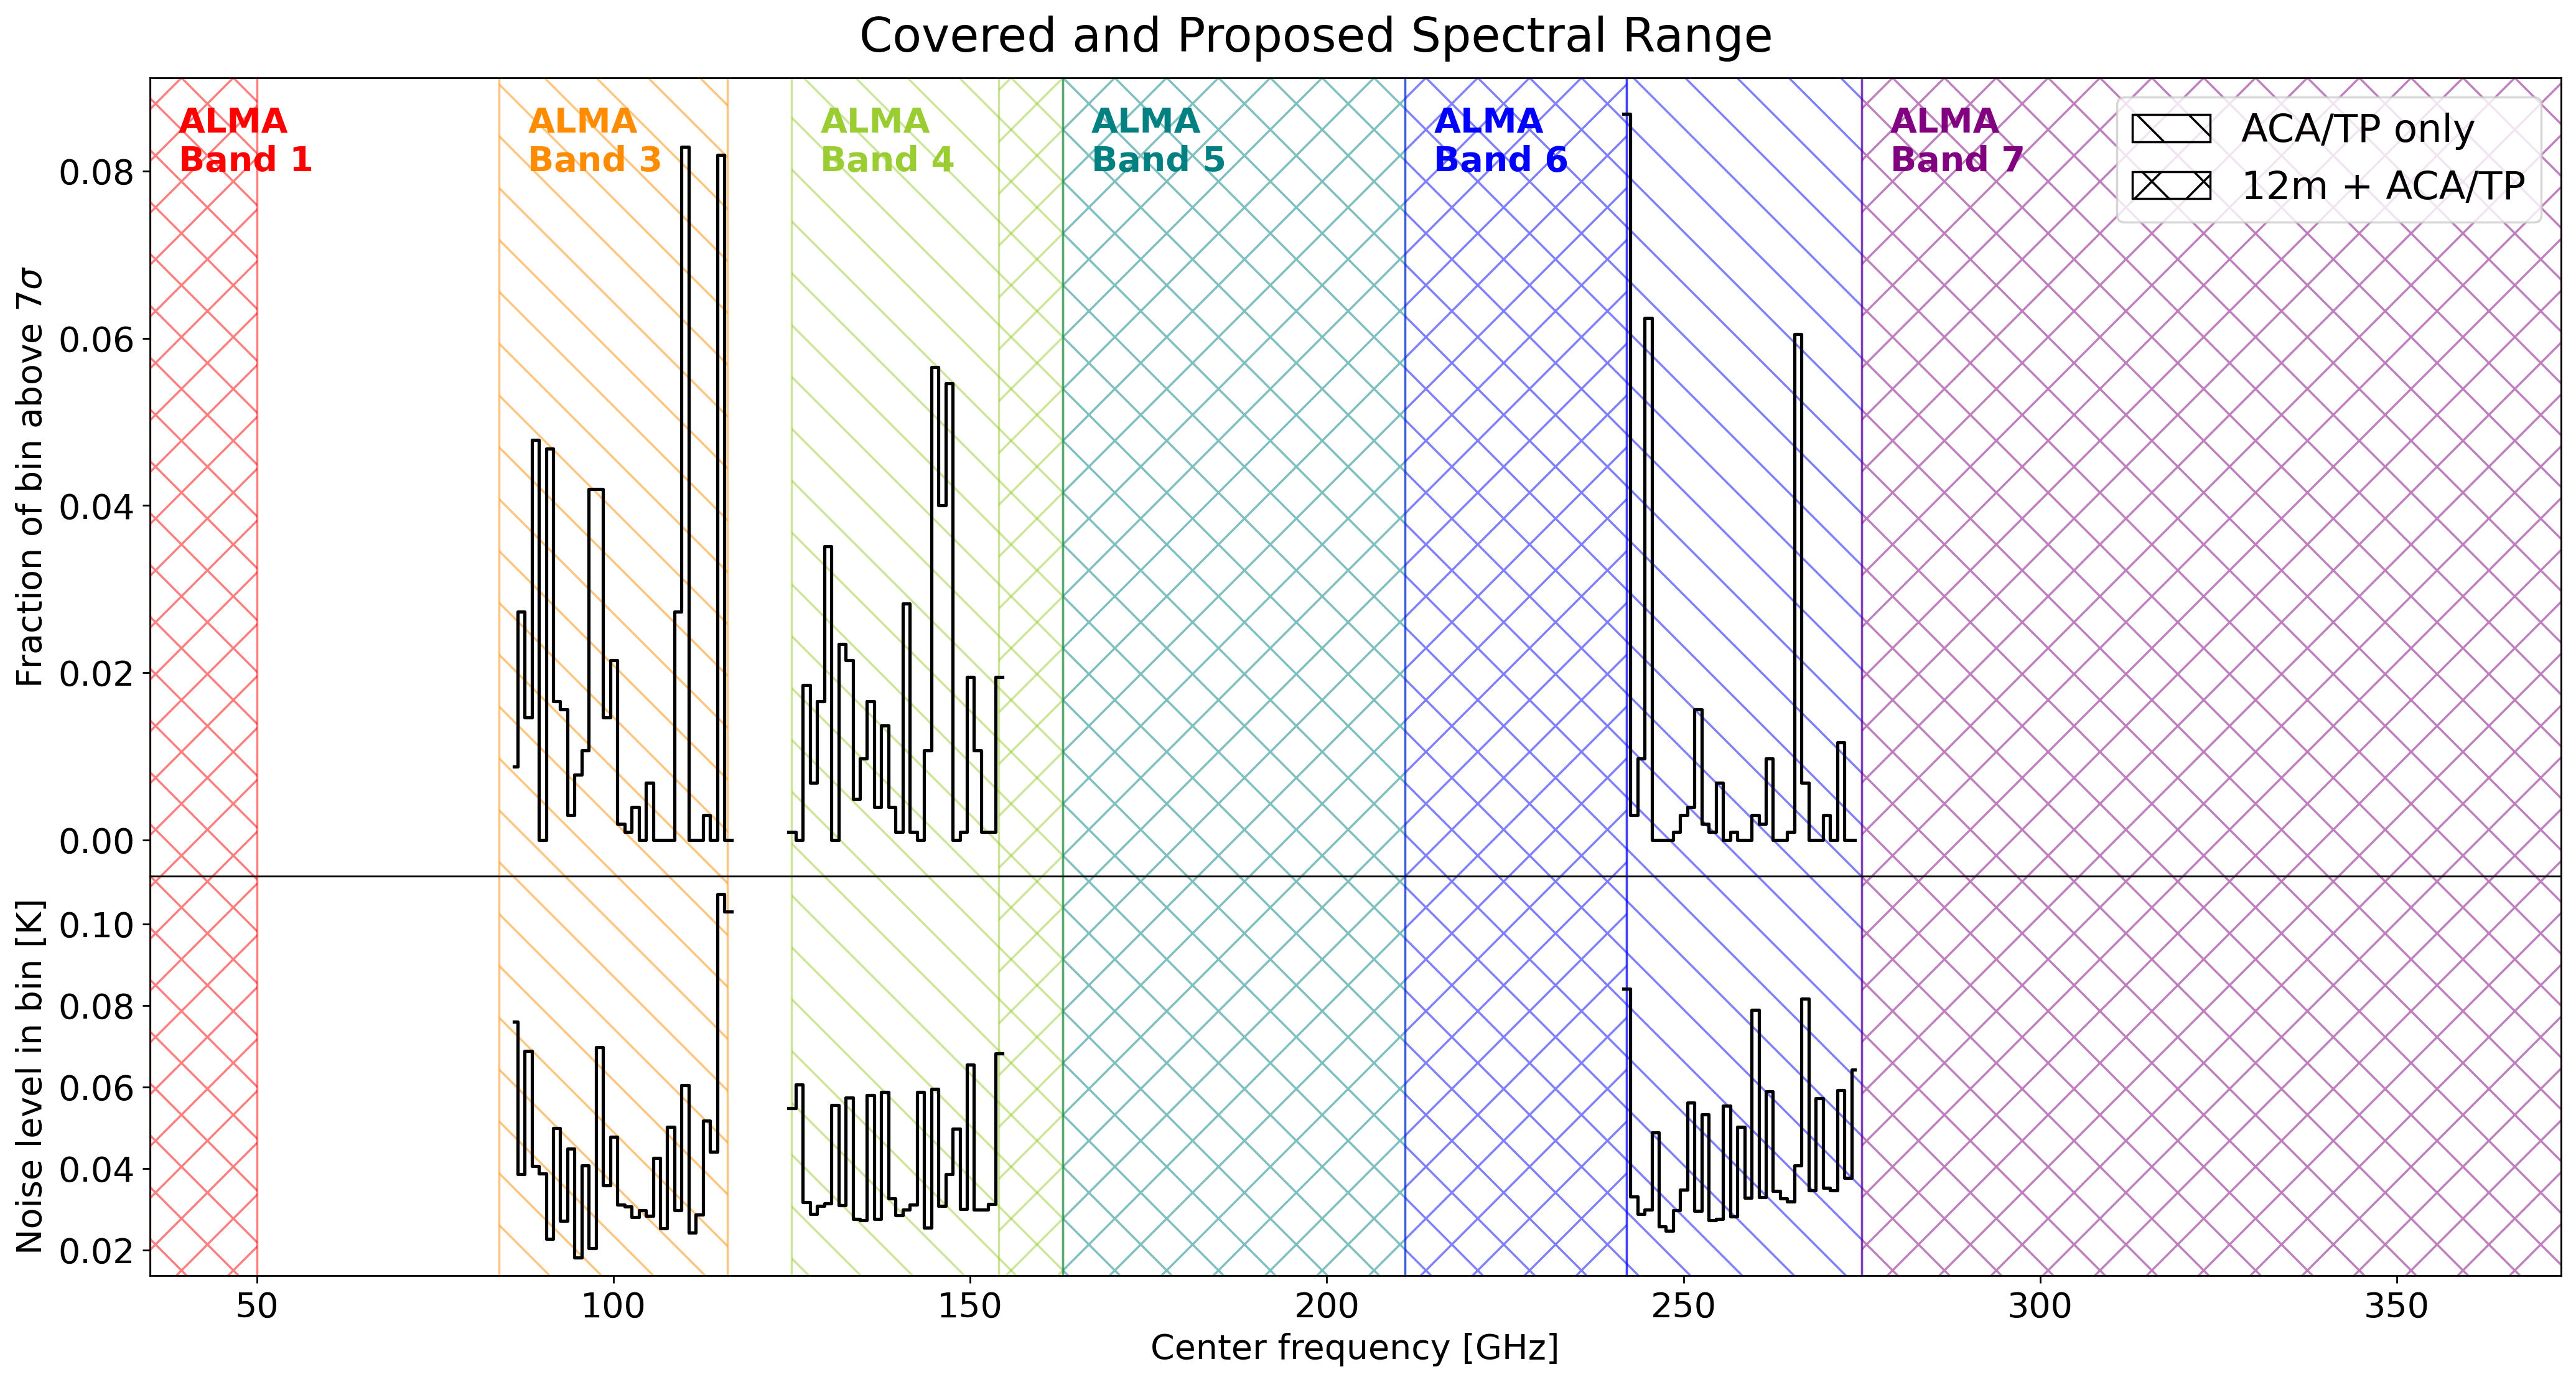 Covered and Proposed Spectral Range
ALMA
Band 1
ALMA
Band 3
ALMA
Band 4
ALMA
Band 5
ALMA
Band 6
ALMA
Band 7
ACA/TP only
12m + ACA/TP
Fraction of bin above 7σ
0.08
0.06
0.04
0.02
0.00
Noise level in bin [K]
0.10
0.08
0.06
0.04
0.02
50
100
150
200
250
300
350
Center frequency [GHz]